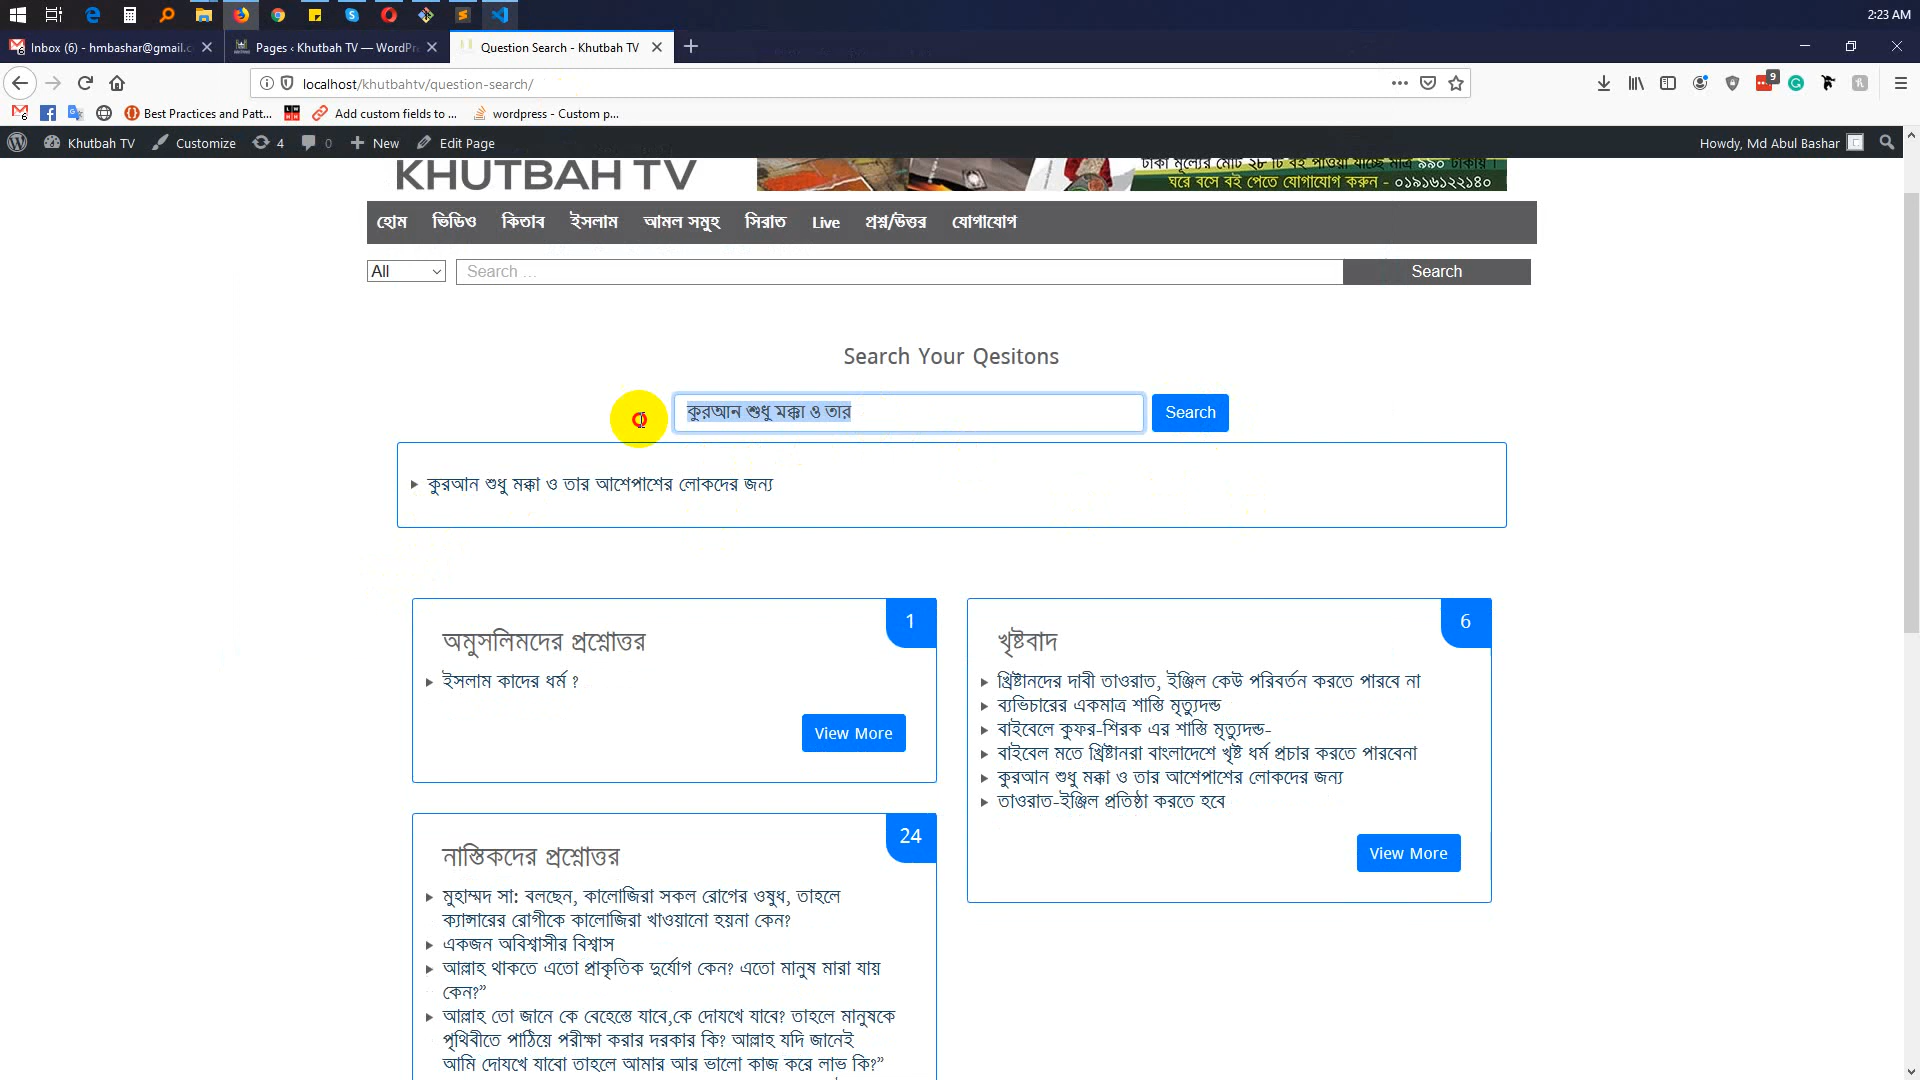 2:23 AM
Inbox (6) - hmbashar@gmail.c
Pages ‹ Khutbah TV — WordPr
Question Search - Khutbah TV
localhost/khutbahtv/question-search/
9
Best Practices and Patt...
Add custom fields to ...
wordpress - Custom p...
Khutbah TV
Customize
4
0
New
Edit Page
Howdy, Md Abul Bashar
KHUTBAH TV
টাকা মূল্যের মোট ২৮ টি বই পাওয়া যাচ্ছে মাত্র ৯৯০ টাকায়।
ঘরে বসে বই পেতে যোগাযোগ করুন - ০১৯১৬১২২১৪০
হোম ভিডিও কিতাব ইসলাম আমল সমুহ সিরাত Live প্রশ্ন/উত্তর যোগাযোগ
All
Search ...
Search
Search Your Qesitons
কুরআন শুধু মক্কা ও তার
Search
কুরআন শুধু মক্কা ও তার আশেপাশের লোকদের জন্য
1
অমুসলিমদের প্রশ্নোত্তর
ইসলাম কাদের ধর্ম ?
View More
6
খৃষ্টবাদ
খ্রিষ্টানদের দাবী তাওরাত, ইঞ্জিল কেউ পরিবর্তন করতে পারবে না
ব্যভিচারের একমাত্র শাস্তি মৃত্যুদন্ড
বাইবেলে কুফর-শিরক এর শাস্তি মৃত্যুদন্ড-
বাইবেল মতে খ্রিষ্টানরা বাংলাদেশে খৃষ্ট ধর্ম প্রচার করতে পারবেনা
কুরআন শুধু মক্কা ও তার আশেপাশের লোকদের জন্য
তাওরাত-ইঞ্জিল প্রতিষ্ঠা করতে হবে
View More
24
নাস্তিকদের প্রশ্নোত্তর
মুহাম্মদ সা: বলছেন, কালোজিরা সকল রোগের ওষুধ, তাহলে
ক্যান্সারের রোগীকে কালোজিরা খাওয়ানো হয়না কেন?
একজন অবিশ্বাসীর বিশ্বাস
আল্লাহ থাকতে এতো প্রাকৃতিক দুর্যোগ কেন? এতো মানুষ মারা যায়
কেন?”
আল্লাহ তো জানে কে বেহেস্তে যাবে,কে দোযখে যাবে? তাহলে মানুষকে
পৃথিবীতে পাঠিয়ে পরীক্ষা করার দরকার কি? আল্লাহ যদি জানেই
আমি দোযখে যাবো তাহলে আমার আর ভালো কাজ করে লাভ কি?”